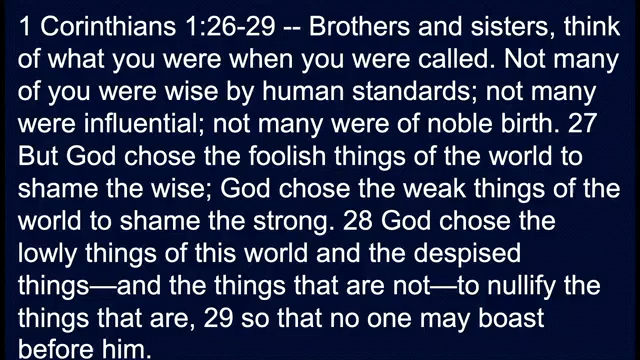 1 Corinthians 1:26-29 -- Brothers and sisters, think
of what you were when you were called. Not many
of you were wise by human standards; not many
were influential; not many were of noble birth. 27
But God chose the foolish things of the world to
shame the wise; God chose the weak things of the
world to shame the strong. 28 God chose the
lowly things of this world and the despised
things—and the things that are not—to nullify the
things that are, 29 so that no one may boast
before him.